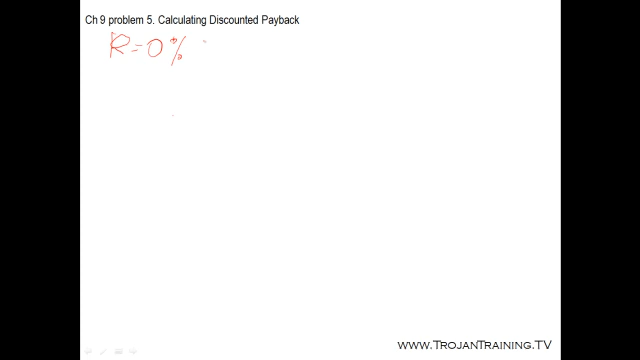 Ch 9 problem 5. Calculating Discounted Payback
R=0%
www.TrojanTraining.TV